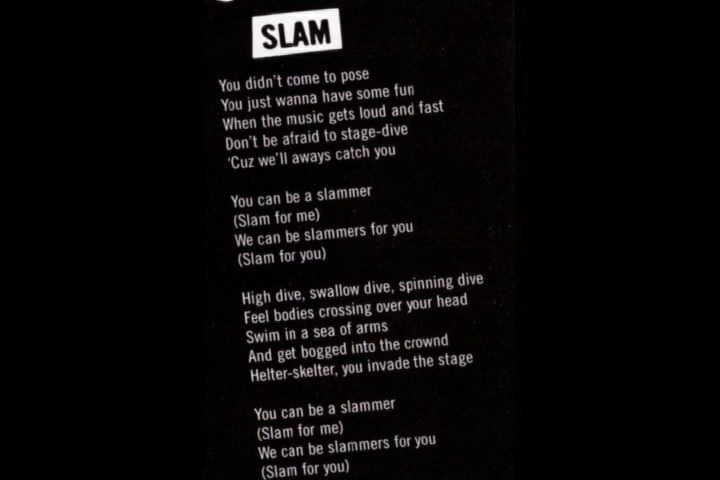 SLAM
You didn't come to pose
You just wanna have some fun
When the music gets loud and fast
Don't be afraid to stage-dive
'Cuz we'll aways catch you
You can be a slammer
(Slam for me)
We can be slammers for you
(Slam for you)
High dive, swallow dive, spinning dive
Feel bodies crossing over your head
Swim in a sea of arms
And get bogged into the crownd
Helter-skelter, you invade the stage
You can be a slammer
(Slam for me)
We can be slammers for you
(Slam for you)